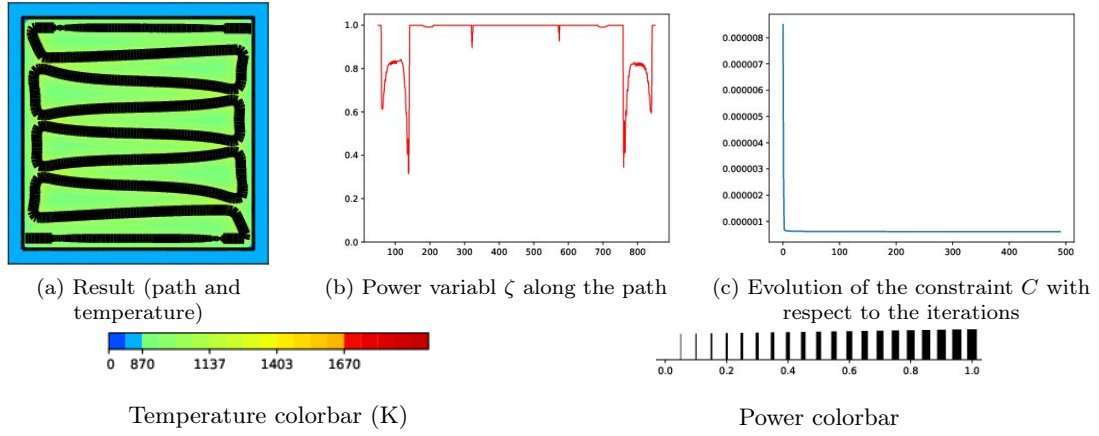 1.0
0.8
0.6
0.4
0.2
0.0
100 200 300 400 500 600 700 800
0.000008
0.000007
0.000006
0.000005
0.000004
0.000003
0.000002
0.000001
0 100 200 300 400 500
(a) Result (path and
temperature)
(b) Power variabl ζ along the path
(c) Evolution of the constraint C with
respect to the iterations
0 870 1137 1403 1670
Temperature colorbar (K)
0.0 0.2 0.4 0.6 0.8 1.0
Power colorbar